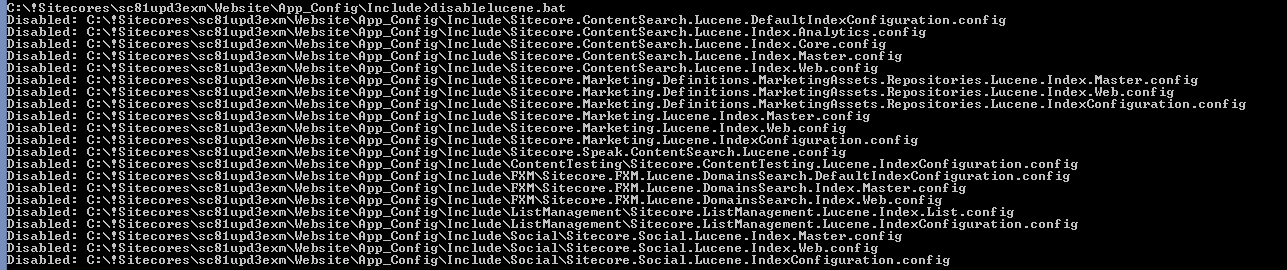 C:\!Sitecores\sc81upd3exm\Website\App_Config\Include>disablelucene.bat
Disabled: C:\!Sitecores\sc81upd3exm\Website\App_Config\Include\Sitecore.ContentSearch.Lucene.DefaultIndexConfiguration.config
Disabled: C:\!Sitecores\sc81upd3exm\Website\App_Config\Include\Sitecore.ContentSearch.Lucene.Index.Analytics.config
Disabled: C:\!Sitecores\sc81upd3exm\Website\App_Config\Include\Sitecore.ContentSearch.Lucene.Index.Core.config
Disabled: C:\!Sitecores\sc81upd3exm\Website\App_Config\Include\Sitecore.ContentSearch.Lucene.Index.Master.config
Disabled: C:\!Sitecores\sc81upd3exm\Website\App_Config\Include\Sitecore.ContentSearch.Lucene.Index.Web.config
Disabled: C:\!Sitecores\sc81upd3exm\Website\App_Config\Include\Sitecore.Marketing.Definitions.MarketingAssets.Repositories.Lucene.Index.Master.config
Disabled: C:\!Sitecores\sc81upd3exm\Website\App_Config\Include\Sitecore.Marketing.Definitions.MarketingAssets.Repositories.Lucene.Index.Web.config
Disabled: C:\!Sitecores\sc81upd3exm\Website\App_Config\Include\Sitecore.Marketing.Definitions.MarketingAssets.Repositories.Lucene.IndexConfiguration.config
Disabled: C:\!Sitecores\sc81upd3exm\Website\App_Config\Include\Sitecore.Marketing.Lucene.Index.Master.config
Disabled: C:\!Sitecores\sc81upd3exm\Website\App_Config\Include\Sitecore.Marketing.Lucene.Index.Web.config
Disabled: C:\!Sitecores\sc81upd3exm\Website\App_Config\Include\Sitecore.Marketing.Lucene.IndexConfiguration.config
Disabled: C:\!Sitecores\sc81upd3exm\Website\App_Config\Include\Sitecore.Speak.ContentSearch.Lucene.config
Disabled: C:\!Sitecores\sc81upd3exm\Website\App_Config\Include\ContentTesting\Sitecore.ContentTesting.Lucene.IndexConfiguration.config
Disabled: C:\!Sitecores\sc81upd3exm\Website\App_Config\Include\FXM\Sitecore.FXM.Lucene.DomainsSearch.DefaultIndexConfiguration.config
Disabled: C:\!Sitecores\sc81upd3exm\Website\App_Config\Include\FXM\Sitecore.FXM.Lucene.DomainsSearch.Index.Master.config
Disabled: C:\!Sitecores\sc81upd3exm\Website\App_Config\Include\FXM\Sitecore.FXM.Lucene.DomainsSearch.Index.Web.config
Disabled: C:\!Sitecores\sc81upd3exm\Website\App_Config\Include\ListManagement\Sitecore.ListManagement.Lucene.Index.List.config
Disabled: C:\!Sitecores\sc81upd3exm\Website\App_Config\Include\ListManagement\Sitecore.ListManagement.Lucene.IndexConfiguration.config
Disabled: C:\!Sitecores\sc81upd3exm\Website\App_Config\Include\Social\Sitecore.Social.Lucene.Index.Master.config
Disabled: C:\!Sitecores\sc81upd3exm\Website\App_Config\Include\Social\Sitecore.Social.Lucene.Index.Web.config
Disabled: C:\!Sitecores\sc81upd3exm\Website\App_Config\Include\Social\Sitecore.Social.Lucene.IndexConfiguration.config